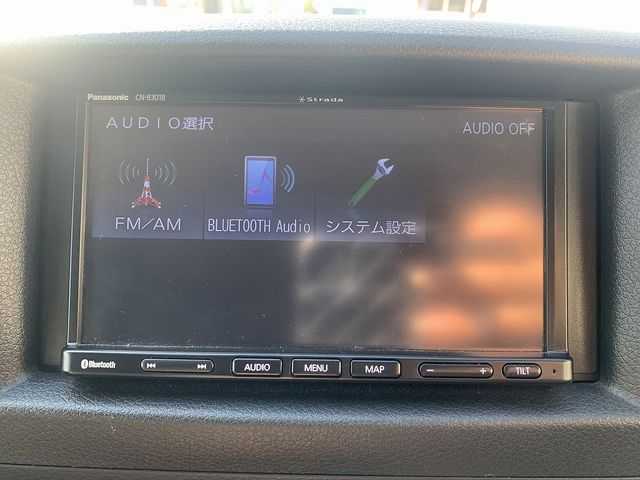 Panasonic CN-B301B
Strada
AUDIO選択
AUDIO OFF
FM/AM
BLUETOOTH Audio
システム設定
Bluetooth
AUDIO
MENU
MAP
- +
TILT